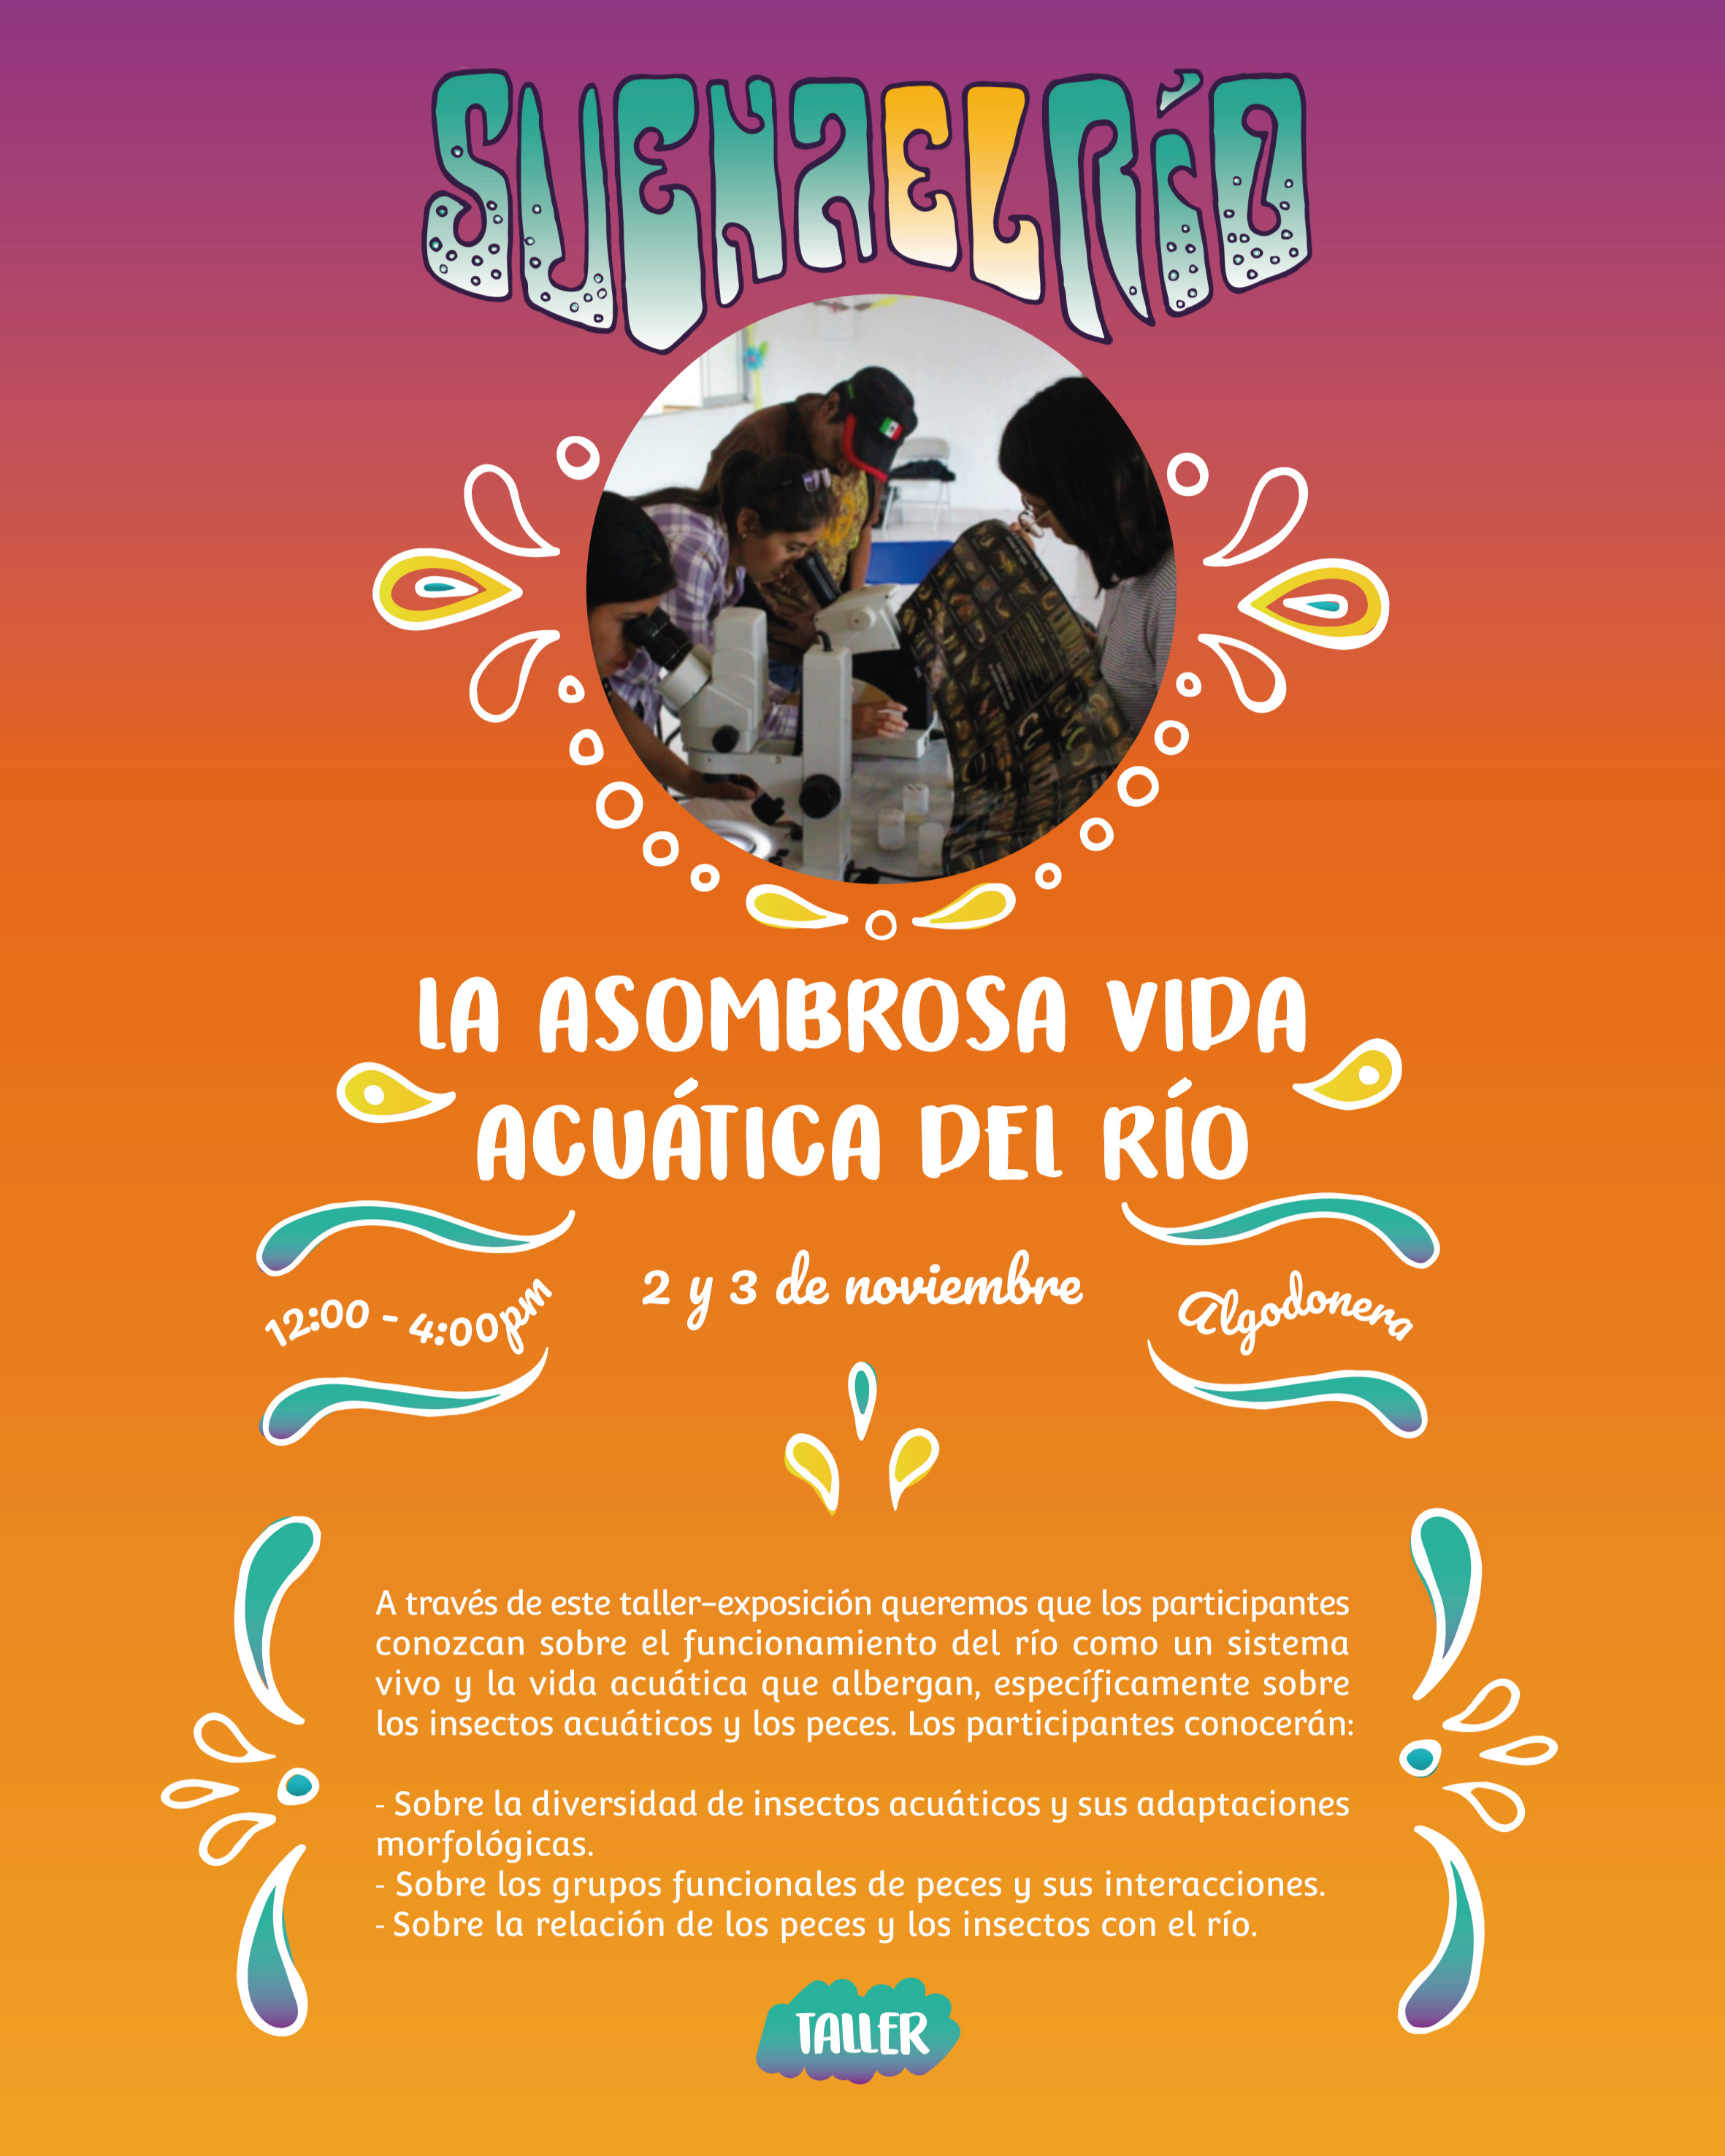 SUENA EL RÍO
LA ASOMBROSA VIDA
ACUÁTICA DEL RÍO
12:00 - 4:00pm
2 y 3 de noviembre
Algodonera
A través de este taller-exposición queremos que los participantes
conozcan sobre el funcionamiento del río como un sistema
vivo y la vida acuática que albergan, específicamente sobre
los insectos acuáticos y los peces. Los participantes conocerán:
- Sobre la diversidad de insectos acuáticos y sus adaptaciones
morfológicas.
- Sobre los grupos funcionales de peces y sus interacciones.
- Sobre la relación de los peces y los insectos con el río.
TALLER